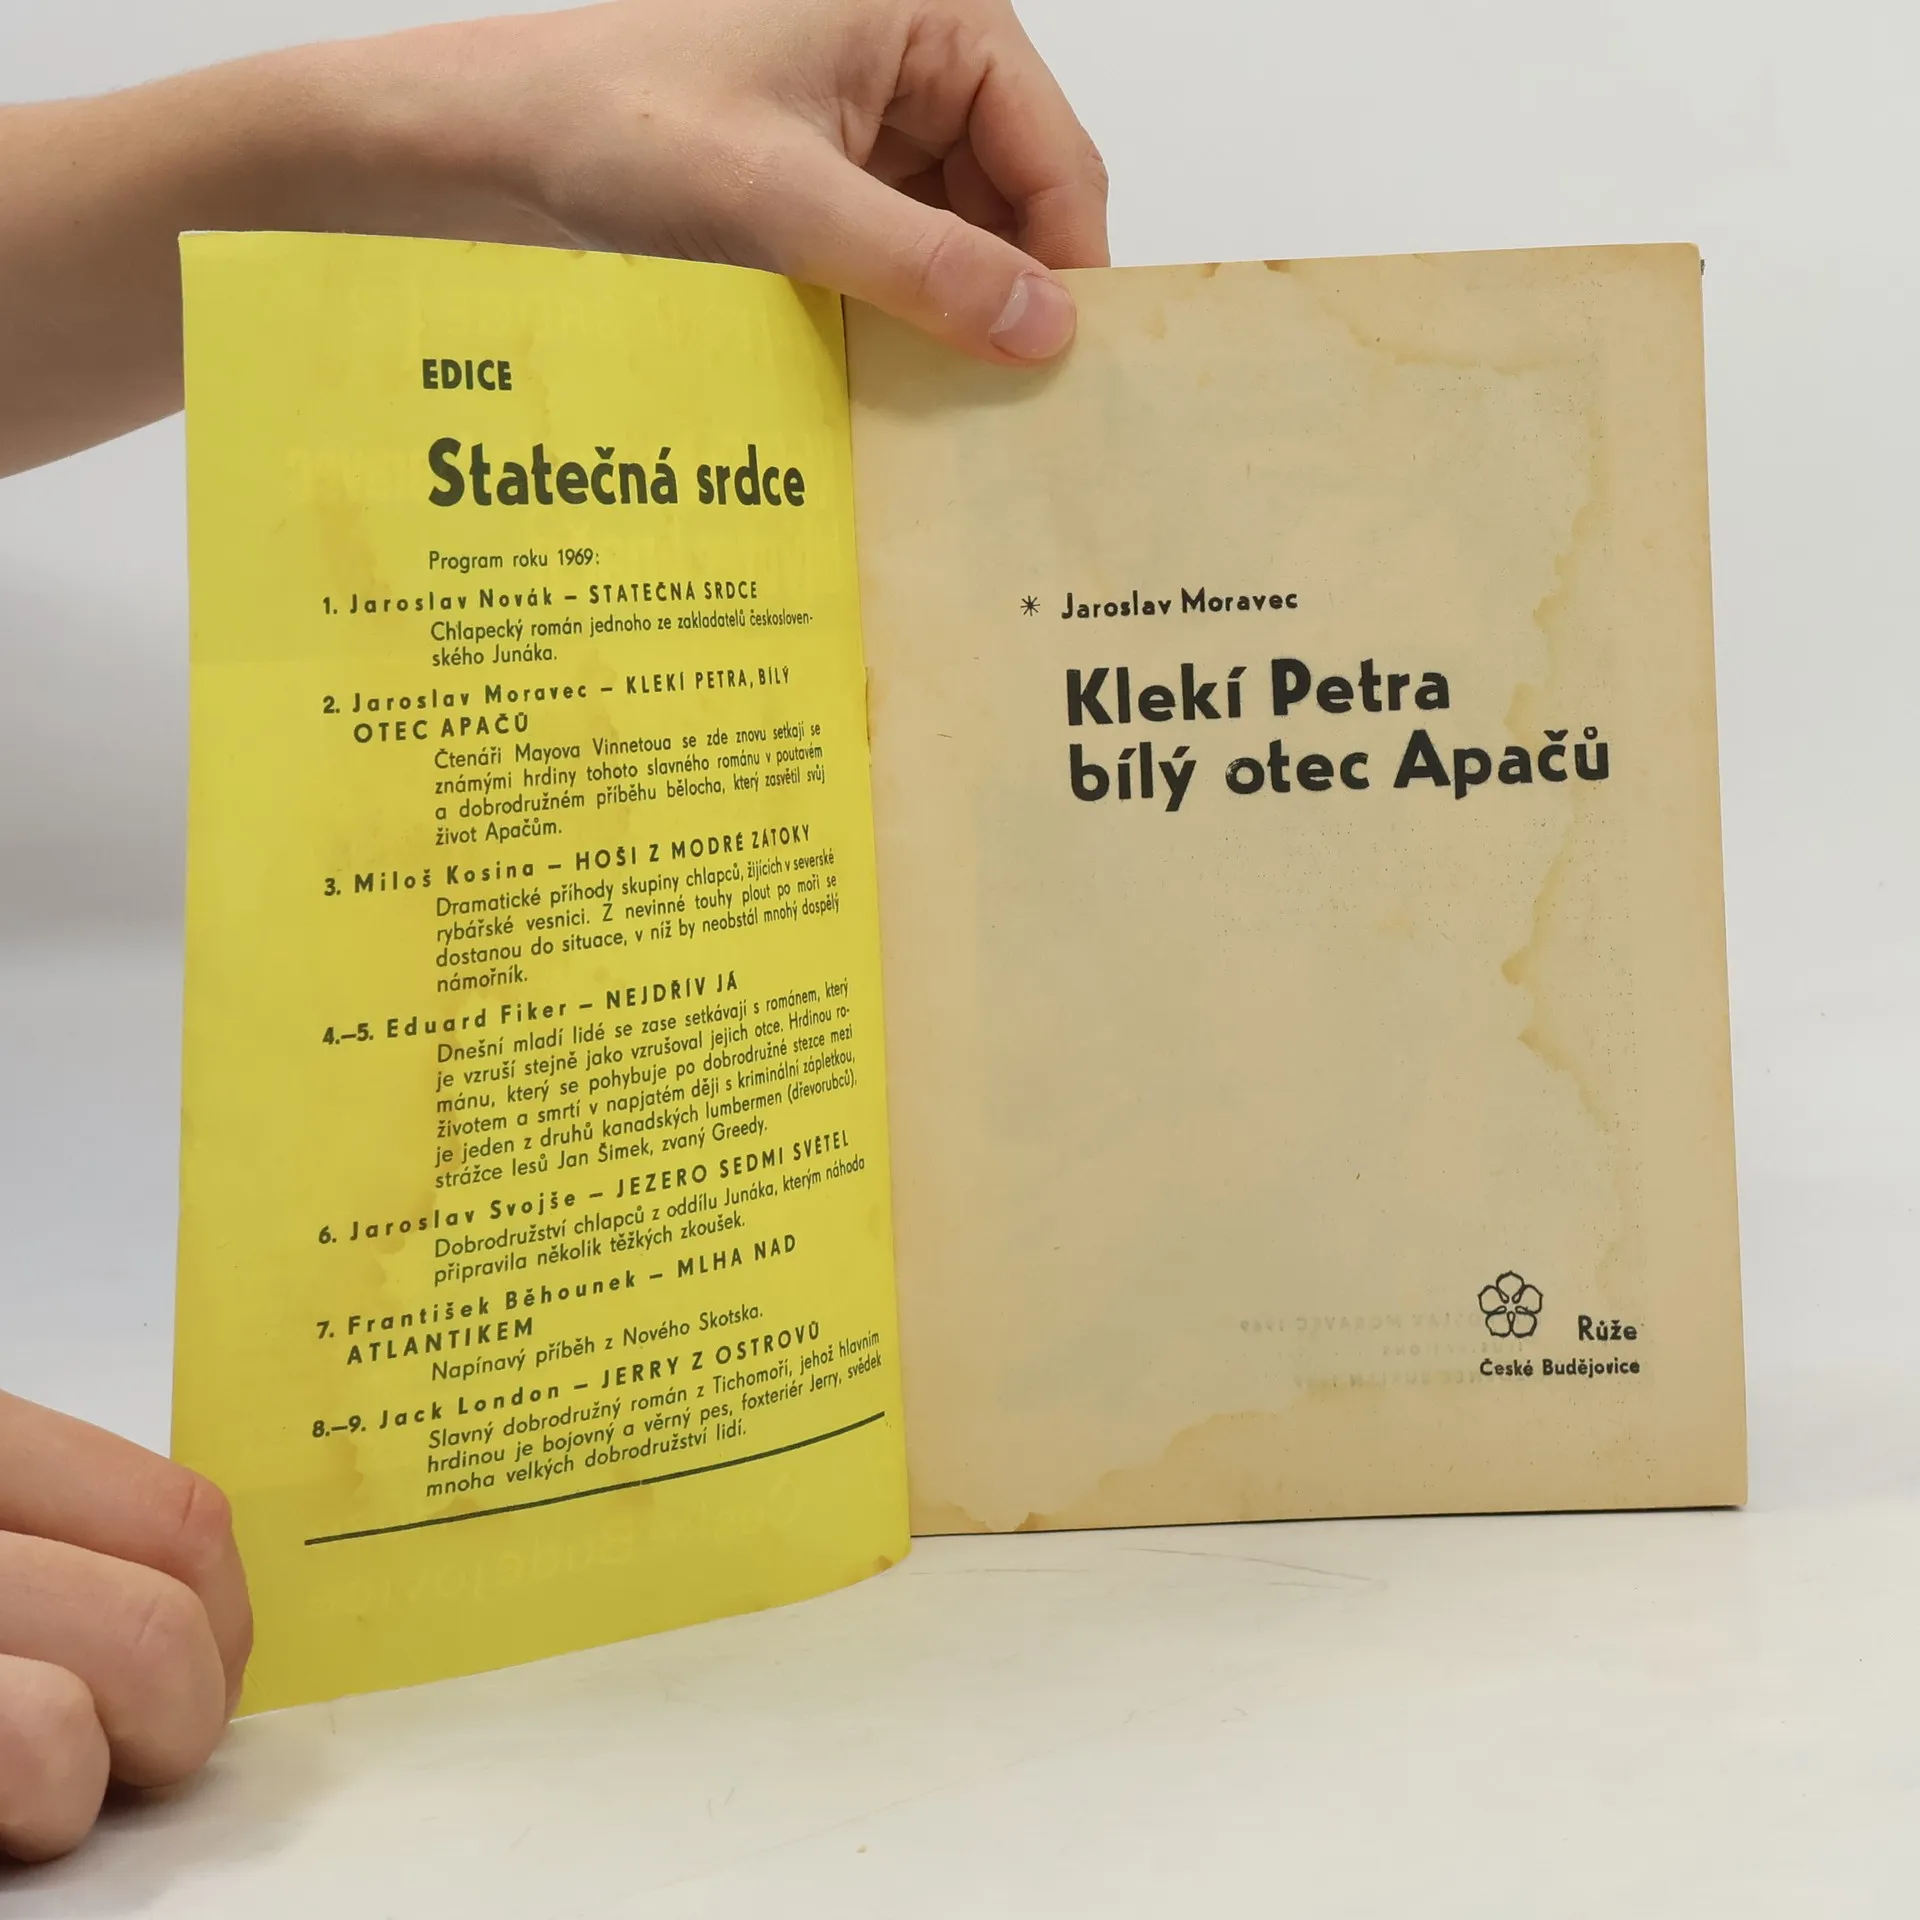 EDICE
Statečná srdce
Program roku 1969:
1. Jaroslav Novák – STATEČNÁ SRDCE
Chlapecký román jednoho ze zakladatelů českosloven-
ského Junáka.
2. Jaroslav Moravec – KLEKÍ PETRA, BÍLÝ
OTEC APAČŮ
Čtenáři Mayova Vinnetoua se zde znovu setkají se
známými hrdiny tohoto slavného románu v poutavém
a dobrodružném příběhu bělocha, který zasvětil svůj
život Apačům.
3. Miloš Kosina – HOŠI Z MODRÉ ZÁTOKY
Dramatické příhody skupiny chlapců, žijících v severské
rybářské vesnici. Z nevinné touhy plout po moři se
dostanou do situace, v níž by neobstál mnohý dospělý
námořník.
4.–5. Eduard Fiker – NEJDŘÍV JÁ
Dnešní mladí lidé se zase setkávají s románem, který
je vzruší stejně jako vzrušoval jejich otce. Hrdinou ro-
mánu, který se pohybuje po dobrodružné stezce mezi
životem a smrtí v napjatém ději s kriminální zápletkou,
je jeden z druhů kanadských lumbermen (dřevorubců),
strážce lesů Jan Šimek, zvaný Greedy.
6. Jaroslav Svojše – JEZERO SEDMI SVĚTEL
Dobrodružství chlapců z oddílu Junáka, kterým náhoda
připravila několik těžkých zkoušek.
7. František Běhounek – MLHA NAD
ATLANTIKEM
Napínavý příběh z Nového Skotska.
8.–9. Jack London – JERRY Z OSTROVŮ
Slavný dobrodružný román z Tichomoří, jehož hlavním
hrdinou je bojovný a věrný pes, foxteriér Jerry, svědek
mnoha velkých dobrodružství lidí.
* Jaroslav Moravec
Klekí Petra
bílý otec Apačů
Růže
České Budějovice